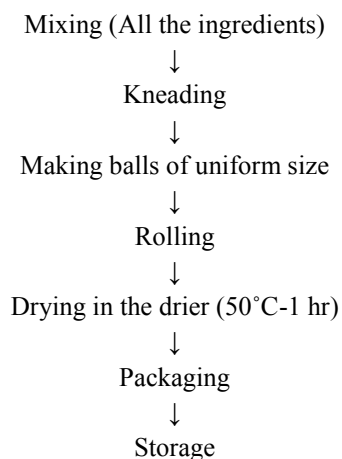 Mixing (All the ingredients)
↓
Kneading
↓
Making balls of uniform size
↓
Rolling
↓
Drying in the drier (50˚C-1 hr)
↓
Packaging
↓
Storage